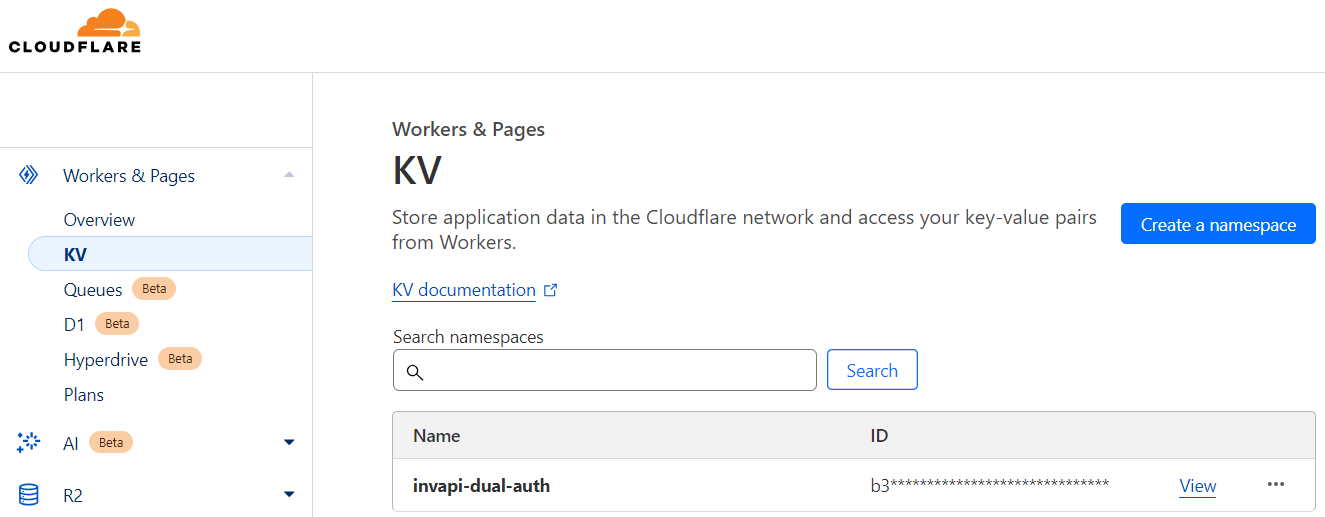 CLOUDFLARE
Workers & Pages
Overview
KV
Queues Beta
D1 Beta
Hyperdrive Beta
Plans
AI Beta
R2
Workers & Pages
KV
Store application data in the Cloudflare network and access your key-value pairs
from Workers.
Create a namespace
KV documentation
Search namespaces
Search
Name ID
invapi-dual-auth b3****************************** View ···